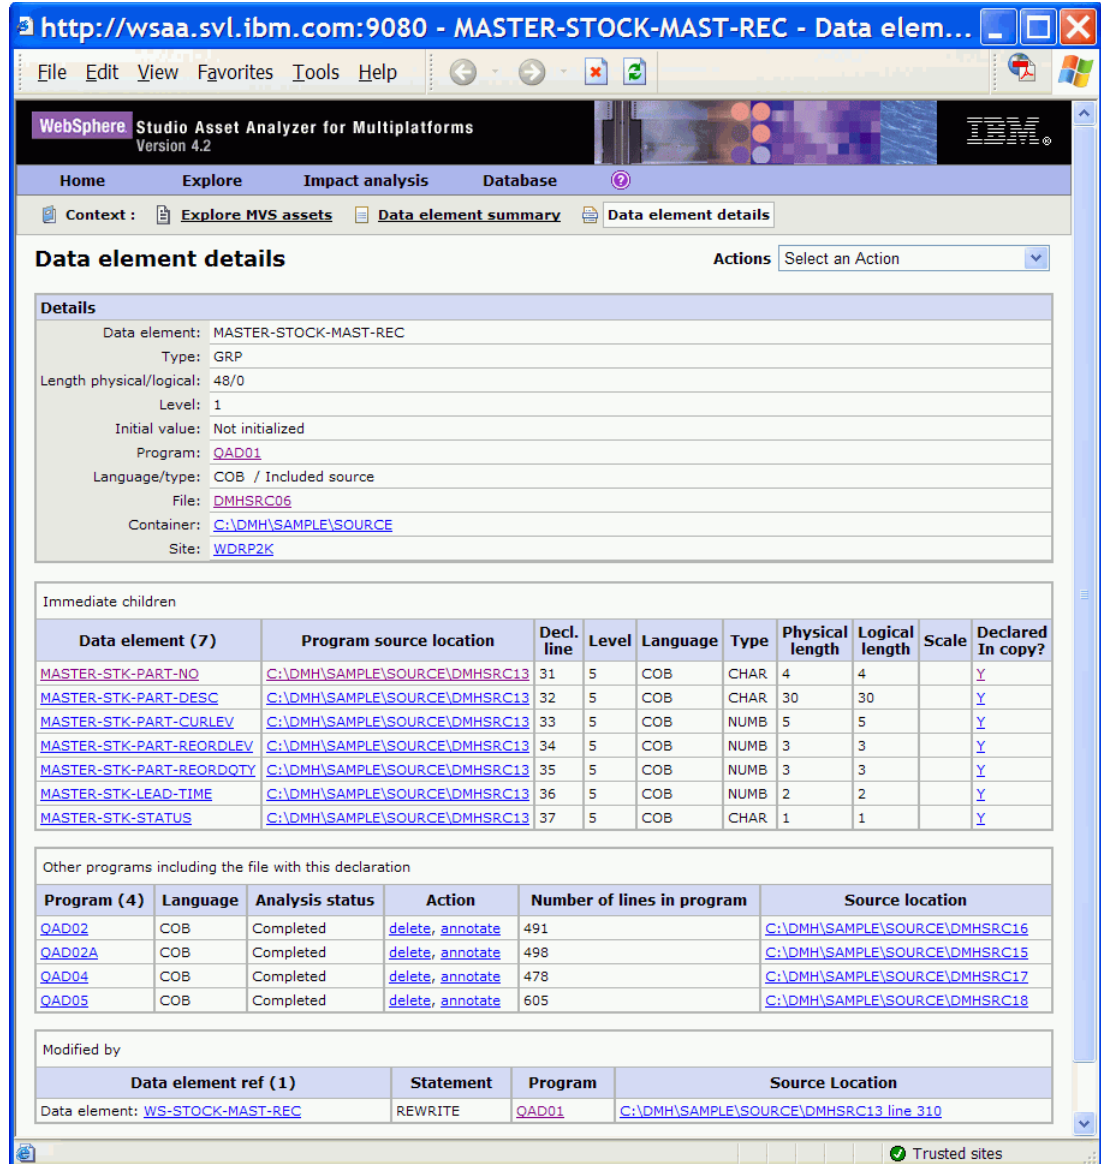 http://wsaa.svl.ibm.com:9080 - MASTER-STOCK-MAST-REC - Data elem...
File Edit View Favorites Tools Help
WebSphere Studio Asset Analyzer for Multiplatforms
Version 4.2
IBM®
Home Explore Impact analysis Database ?
Context : Explore MVS assets Data element summary Data element details
Data element details
Actions Select an Action
Details
Data element: MASTER-STOCK-MAST-REC
Type: GRP
Length physical/logical: 48/0
Level: 1
Initial value: Not initialized
Program: QAD01
Language/type: COB / Included source
File: DMHSRC06
Container: C:\DMH\SAMPLE\SOURCE
Site: WDRP2K
Immediate children
Data element (7) Program source location Decl. line Level Language Type Physical length Logical length Scale Declared In copy?
MASTER-STK-PART-NO C:\DMH\SAMPLE\SOURCE\DMHSRC13 31 5 COB CHAR 4 4 Y
MASTER-STK-PART-DESC C:\DMH\SAMPLE\SOURCE\DMHSRC13 32 5 COB CHAR 30 30 Y
MASTER-STK-PART-CURLEV C:\DMH\SAMPLE\SOURCE\DMHSRC13 33 5 COB NUMB 5 5 Y
MASTER-STK-PART-REORDLEV C:\DMH\SAMPLE\SOURCE\DMHSRC13 34 5 COB NUMB 3 3 Y
MASTER-STK-PART-REORDQTY C:\DMH\SAMPLE\SOURCE\DMHSRC13 35 5 COB NUMB 3 3 Y
MASTER-STK-LEAD-TIME C:\DMH\SAMPLE\SOURCE\DMHSRC13 36 5 COB NUMB 2 2 Y
MASTER-STK-STATUS C:\DMH\SAMPLE\SOURCE\DMHSRC13 37 5 COB CHAR 1 1 Y
Other programs including the file with this declaration
Program (4) Language Analysis status Action Number of lines in program Source location
QAD02 COB Completed delete, annotate 491 C:\DMH\SAMPLE\SOURCE\DMHSRC16
QAD02A COB Completed delete, annotate 498 C:\DMH\SAMPLE\SOURCE\DMHSRC15
QAD04 COB Completed delete, annotate 478 C:\DMH\SAMPLE\SOURCE\DMHSRC17
QAD05 COB Completed delete, annotate 605 C:\DMH\SAMPLE\SOURCE\DMHSRC18
Modified by
Data element ref (1) Statement Program Source Location
Data element: WS-STOCK-MAST-REC REWRITE QAD01 C:\DMH\SAMPLE\SOURCE\DMHSRC13 line 310
Trusted sites